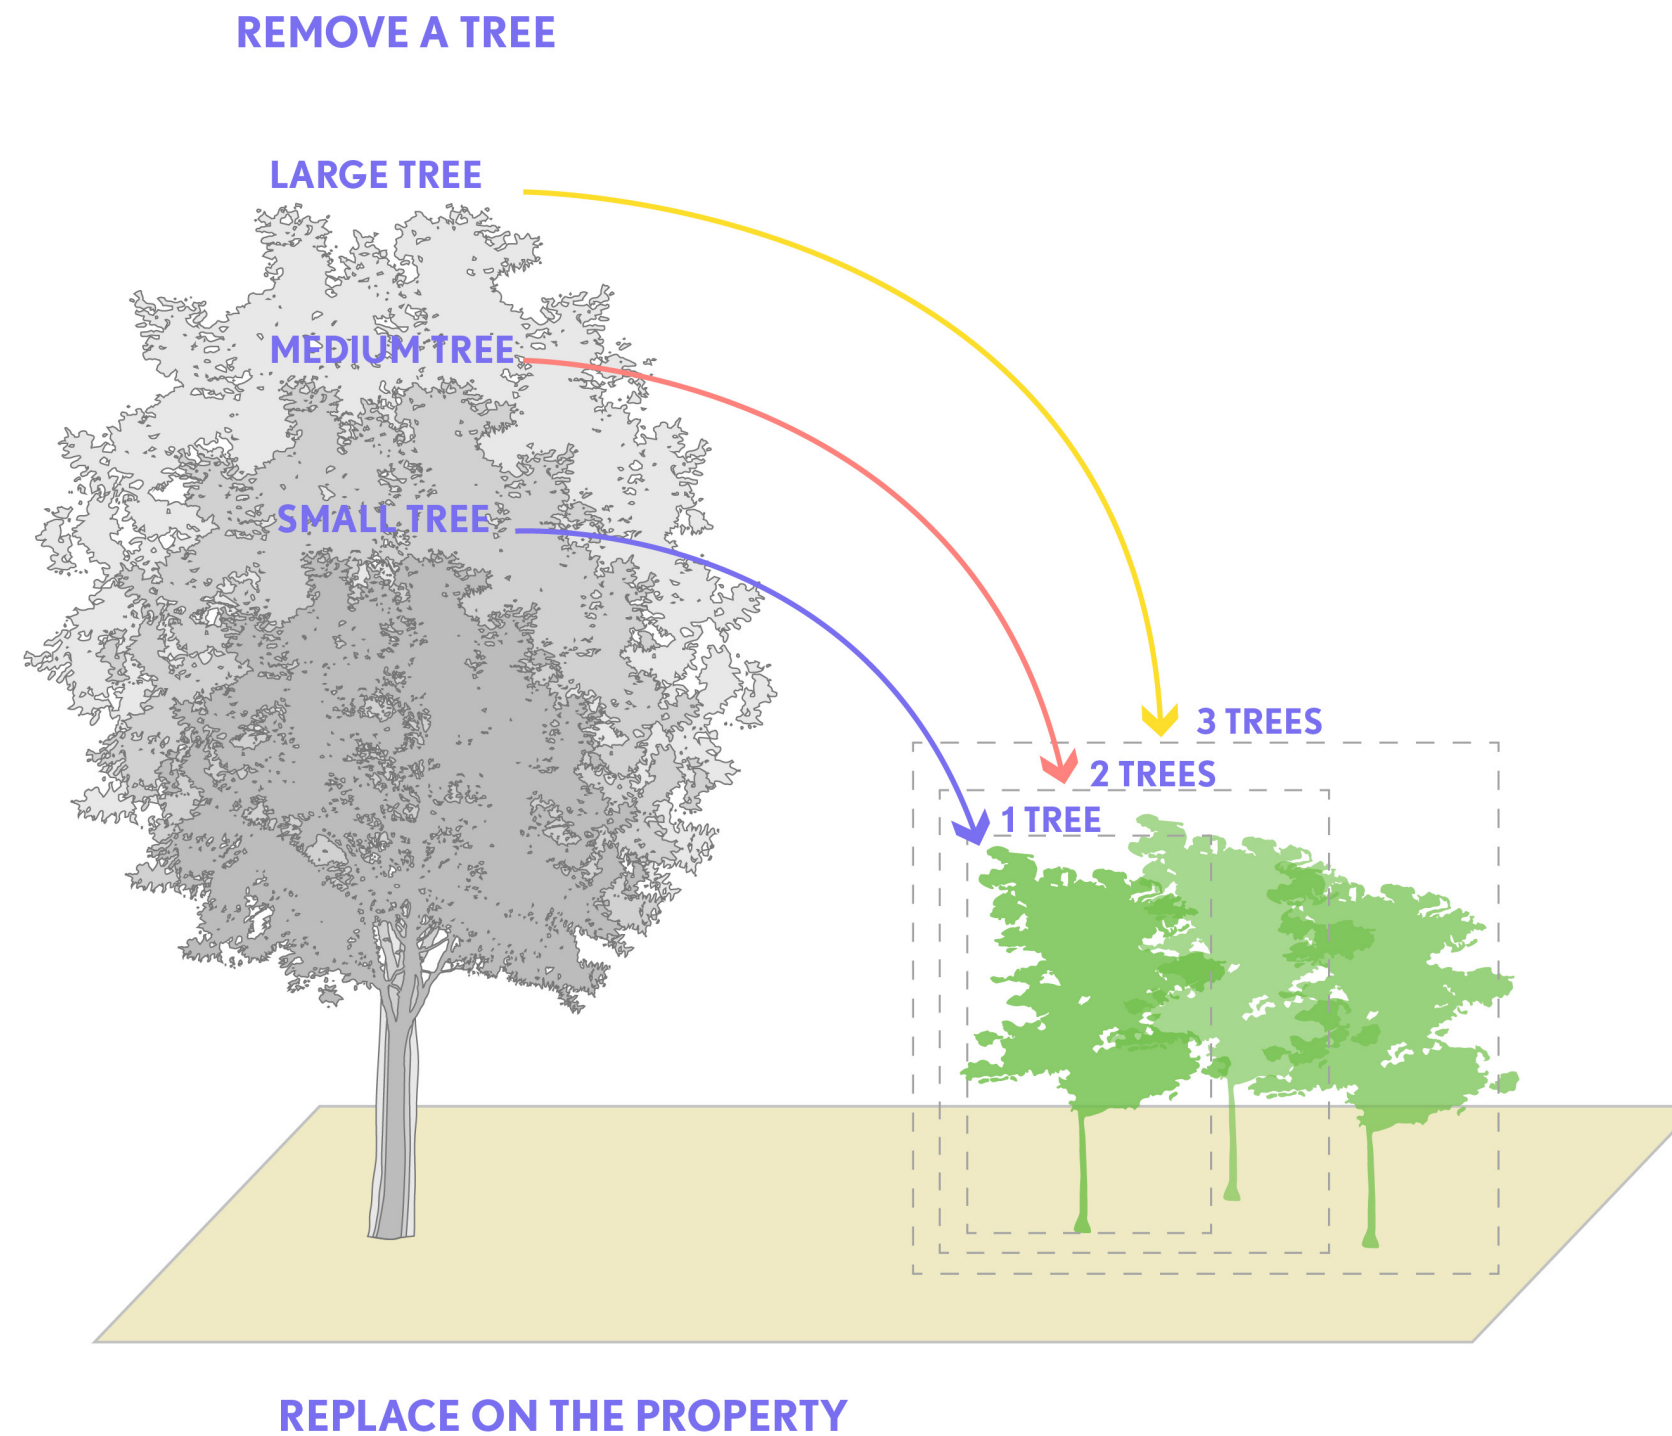 REMOVE A TREE
LARGE TREE
MEDIUM TREE
SMALL TREE
3 TREES
2 TREES
1 TREE
REPLACE ON THE PROPERTY